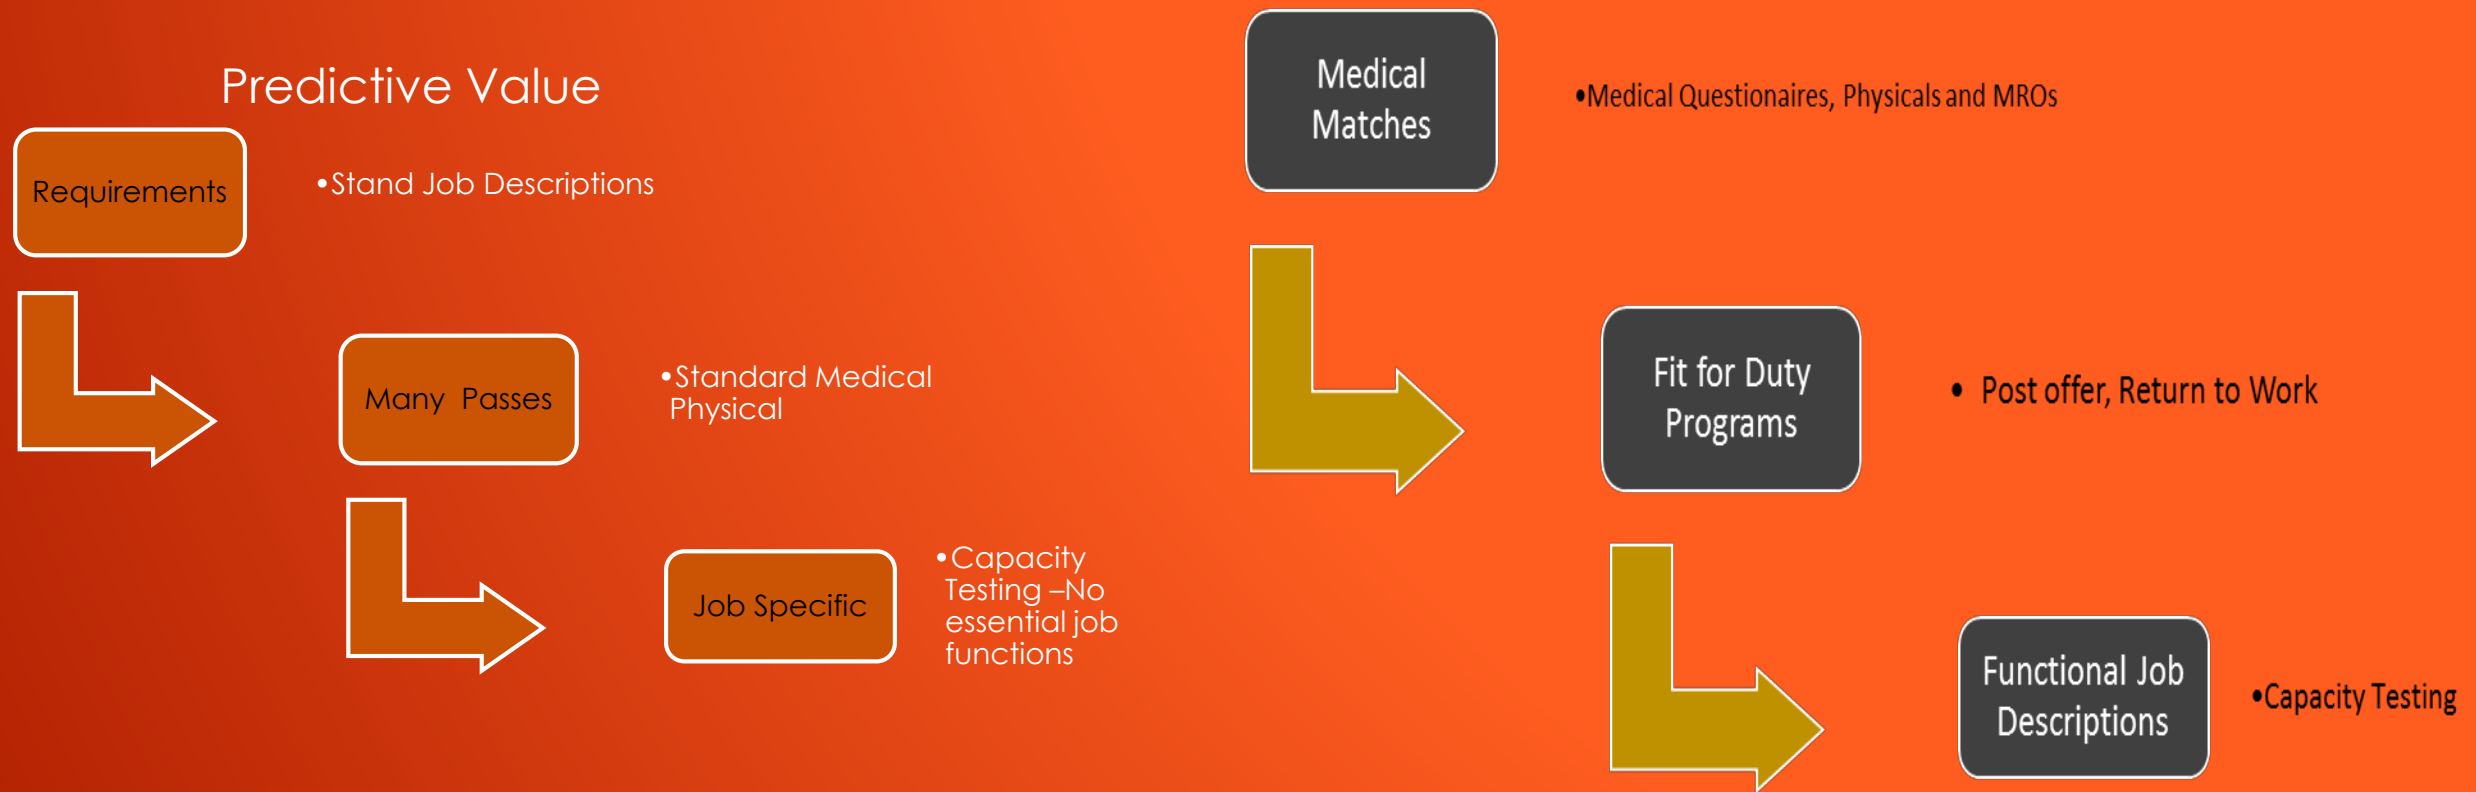 Predictive Value
Requirements
•Stand Job Descriptions
Many Passes
•Standard Medical
Physical
Job Specific
•Capacity
Testing –No
essential job
functions
Medical
Matches
•Medical Questionaires, Physicals and MROs
Fit for Duty
Programs
• Post offer, Return to Work
Functional Job
Descriptions
•Capacity Testing